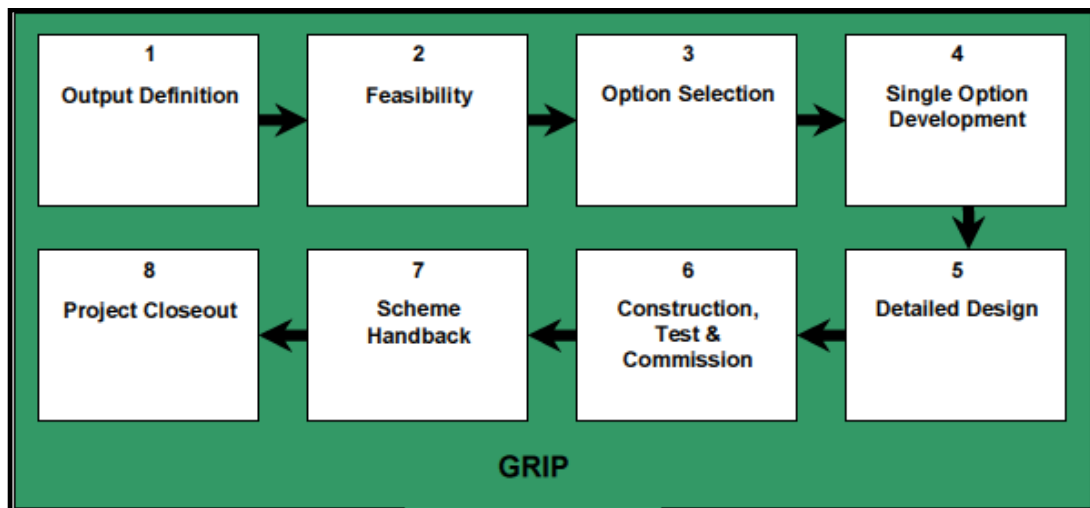 1
Output Definition
2
Feasibility
3
Option Selection
4
Single Option
Development
5
Detailed Design
6
Construction,
Test &
Commission
7
Scheme
Handback
8
Project Closeout
GRIP